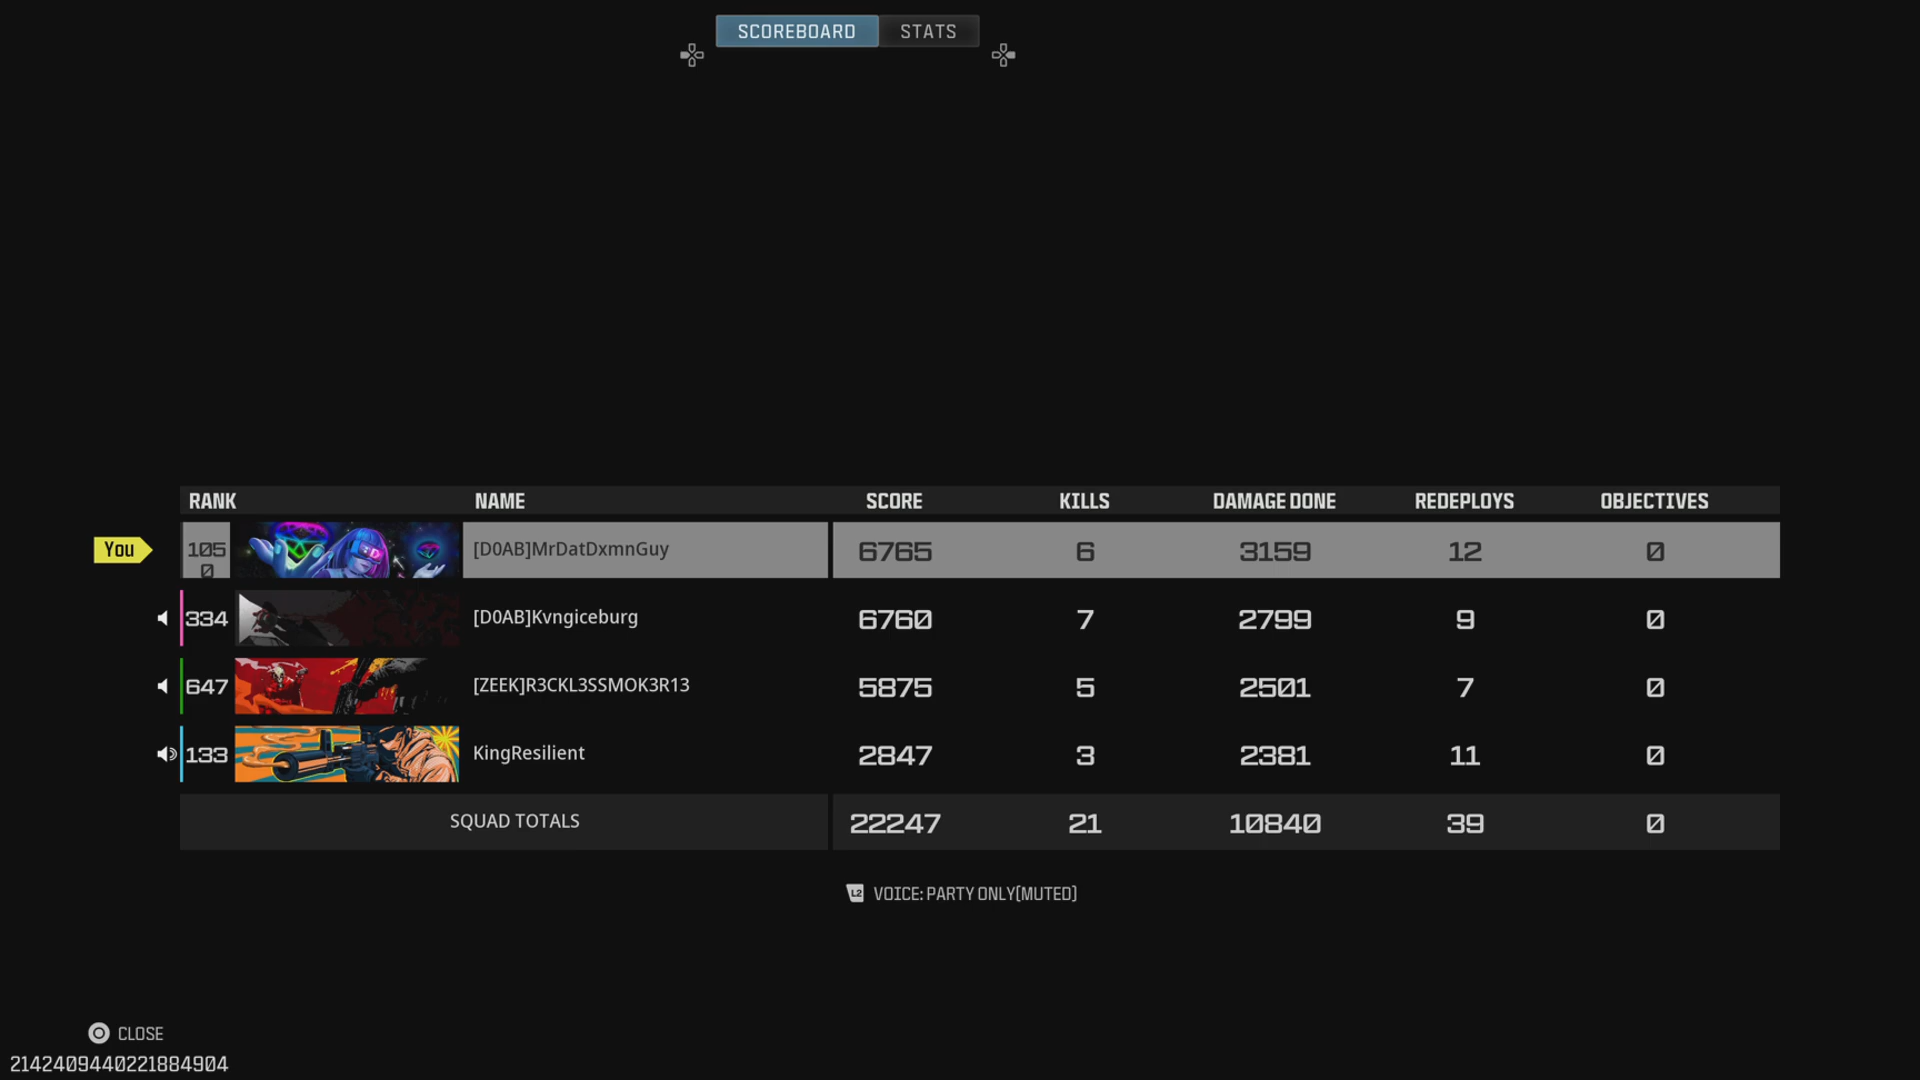 SCOREBOARD STATS
RANK NAME SCORE KILLS DAMAGE DONE REDEPLOYS OBJECTIVES
You 1050 [D0AB]MrDatDxmnGuy 6765 6 3159 12 0
334 [D0AB]Kvngiceburg 6760 7 2799 9 0
647 [ZEEK]R3CKL3SSMOK3R13 5875 5 2501 7 0
133 KingResilient 2847 3 2381 11 0
SQUAD TOTALS 22247 21 10840 39 0
L2 VOICE: PARTY ONLY(MUTED)
CLOSE
2142409440221884904